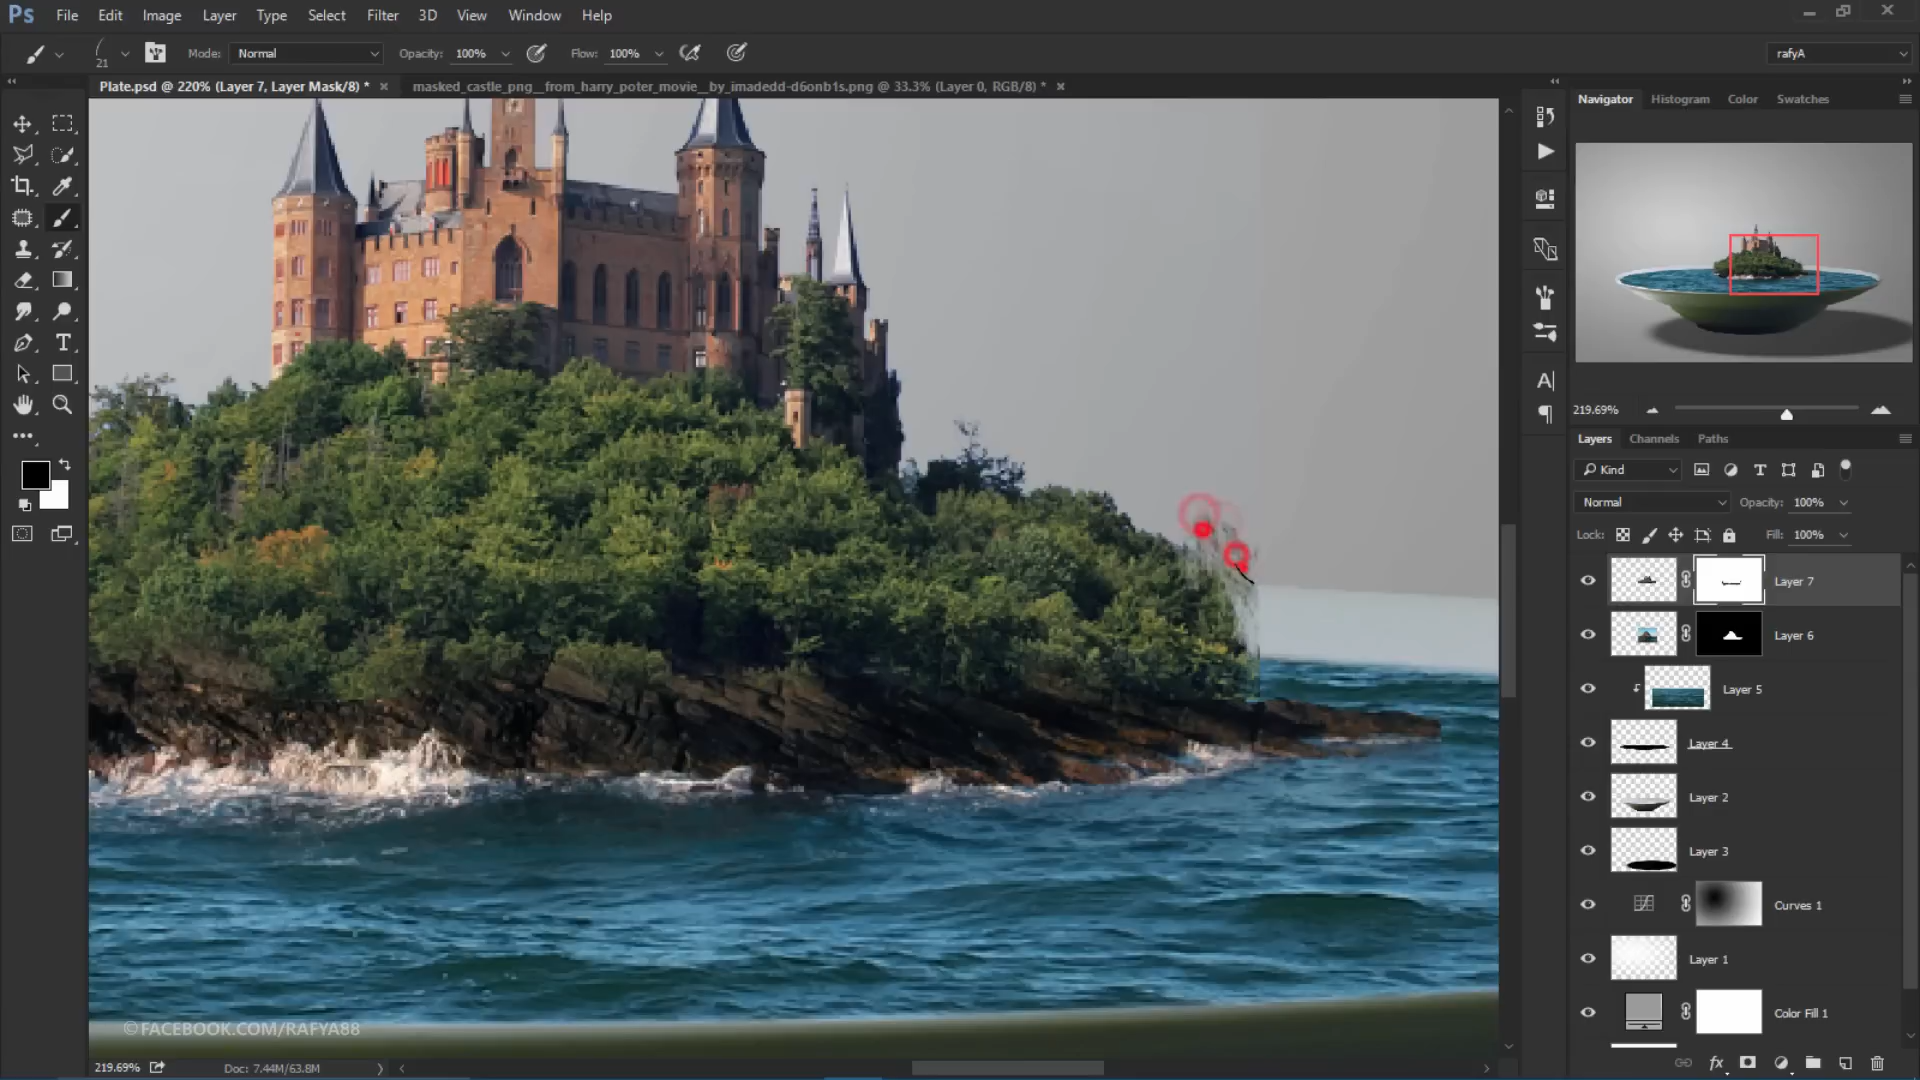 Ps File Edit Image Layer Type Select Filter 3D View Window Help
21 Mode: Normal Opacity: 100% Flow: 100% rafyA
Plate.psd @ 220% (Layer 7, Layer Mask/8) * × masked_castle_png__from_harry_poter_movie__by_imadedd-d6onb1s.png @ 33.3% (Layer 0, RGB/8) * ×
Navigator Histogram Color Swatches
219.69%
Layers Channels Paths
Kind
Normal Opacity: 100%
Lock: Fill: 100%
Layer 7
Layer 6
Layer 5
Layer 4
Layer 2
Layer 3
Curves 1
Layer 1
Color Fill 1
©FACEBOOK.COM/RAFYA88
219.69% Doc: 7.44M/63.8M
fx